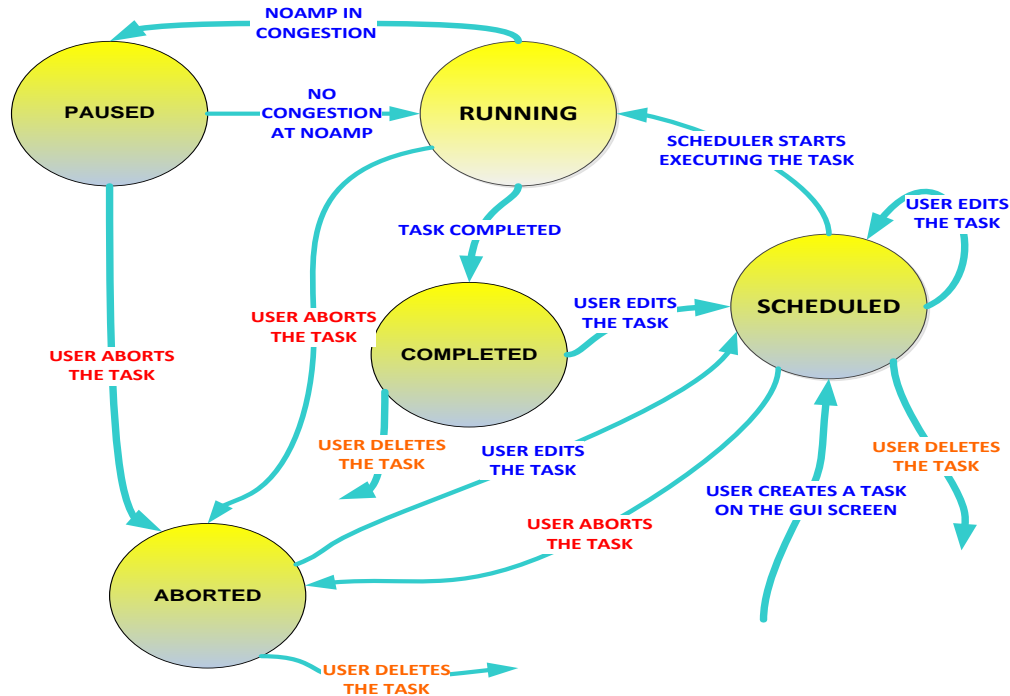 NOAMP IN
CONGESTION
PAUSED
NO
CONGESTION
AT NOAMP
RUNNING
SCHEDULER STARTS
EXECUTING THE TASK
USER EDITS
THE TASK
TASK COMPLETED
SCHEDULED
USER EDITS
THE TASK
USER ABORTS
THE TASK
USER ABORTS
THE TASK
COMPLETED
USER DELETES
THE TASK
USER EDITS
THE TASK
USER DELETES
THE TASK
USER CREATES A TASK
ON THE GUI SCREEN
USER ABORTS
THE TASK
ABORTED
USER DELETES
THE TASK